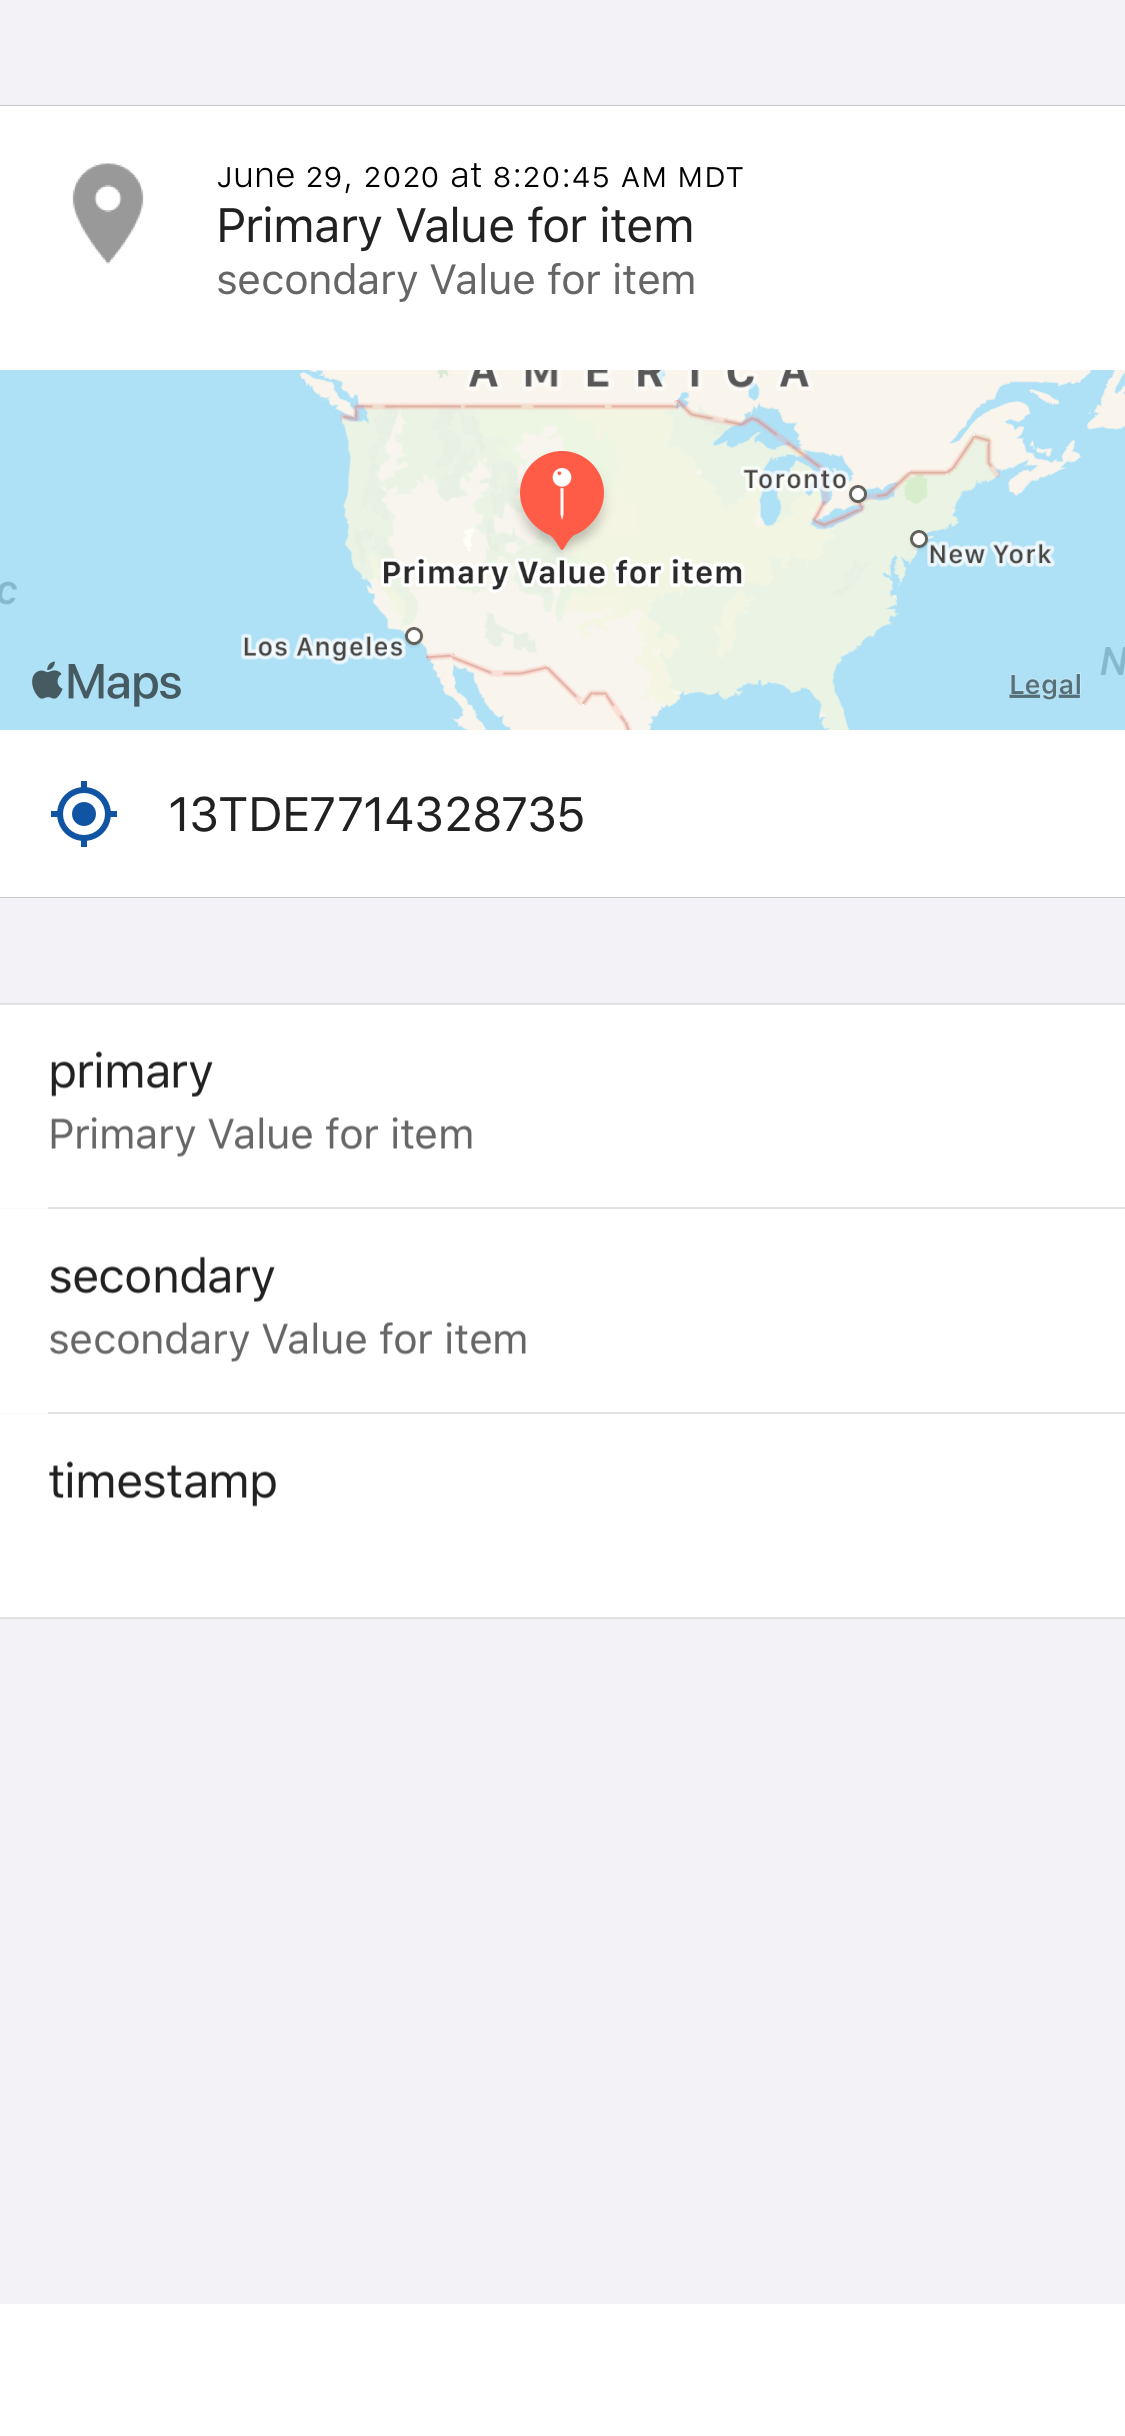 June 29, 2020 at 8:20:45 AM MDT
Primary Value for item
secondary Value for item
AMERICA
Toronto
New York
Primary Value for item
Los Angeles
Maps
Legal
13TDE7714328735
primary
Primary Value for item
secondary
secondary Value for item
timestamp